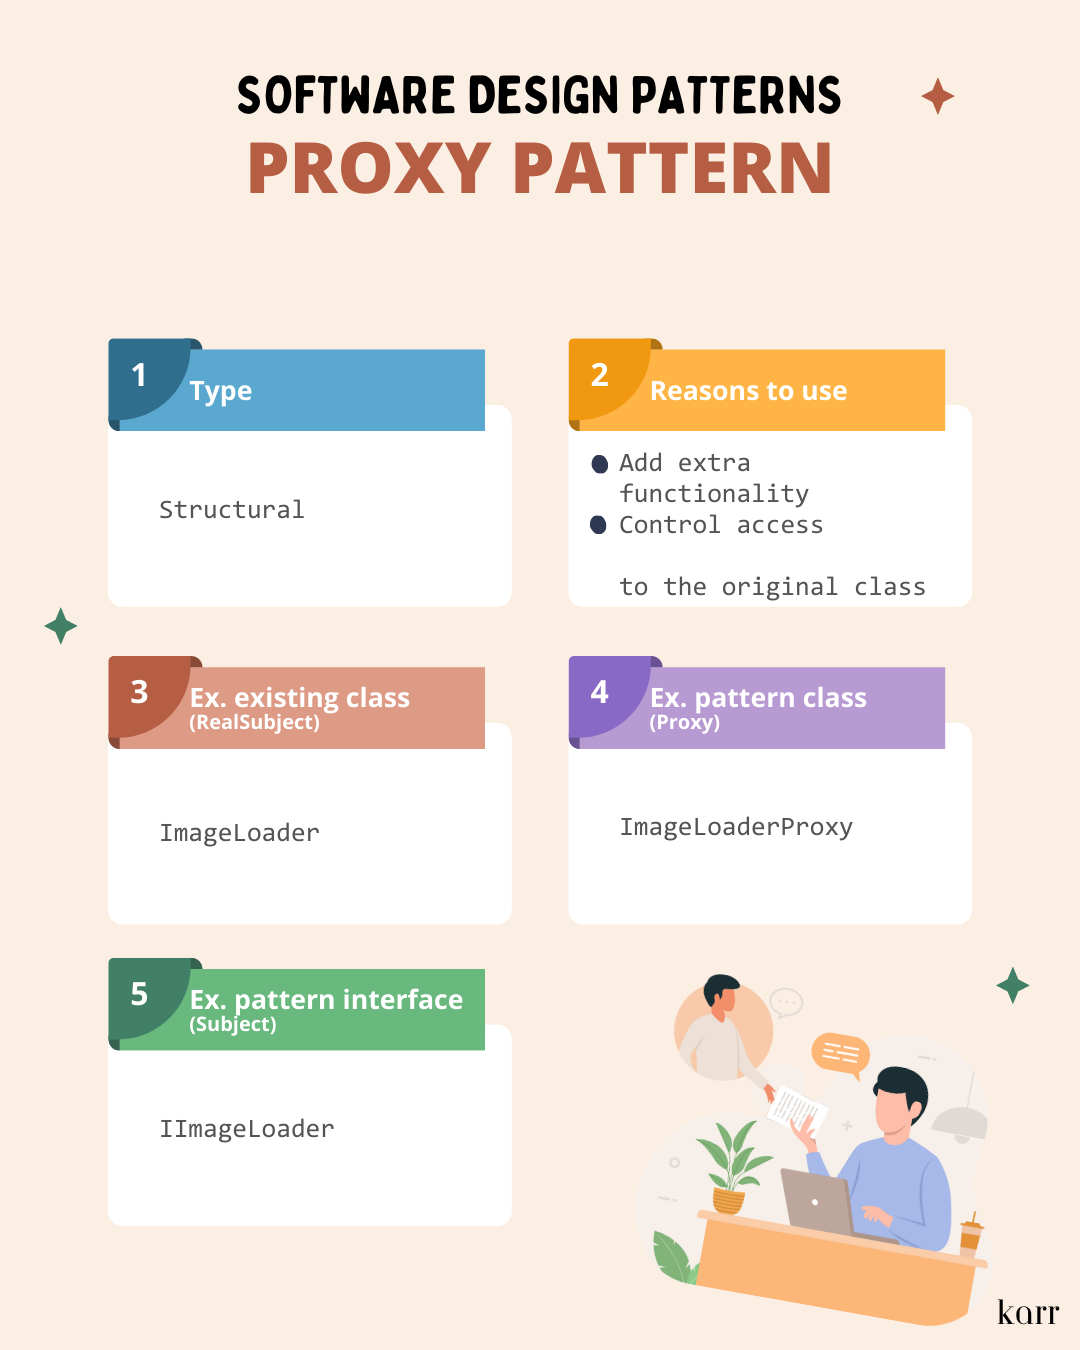 SOFTWARE DESIGN PATTERNS
PROXY PATTERN
1
Type
Structural
2
Reasons to use
Add extra
functionality
Control access
to the original class
3
Ex. existing class
(RealSubject)
ImageLoader
4
Ex. pattern class
(Proxy)
ImageLoaderProxy
5
Ex. pattern interface
(Subject)
IImageLoader
karr